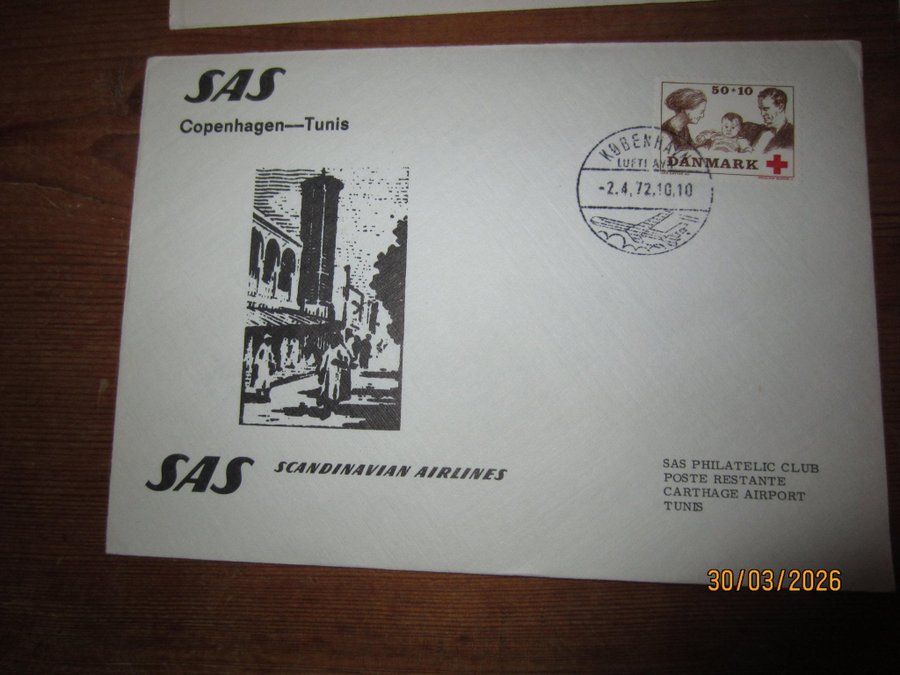 SAS
Copenhagen—Tunis
50+10
DANMARK
KØBENHAVN
LUFTHAVN
-2.4.72.10.10
SAS SCANDINAVIAN AIRLINES
SAS PHILATELIC CLUB
POSTE RESTANTE
CARTHAGE AIRPORT
TUNIS
30/03/2026